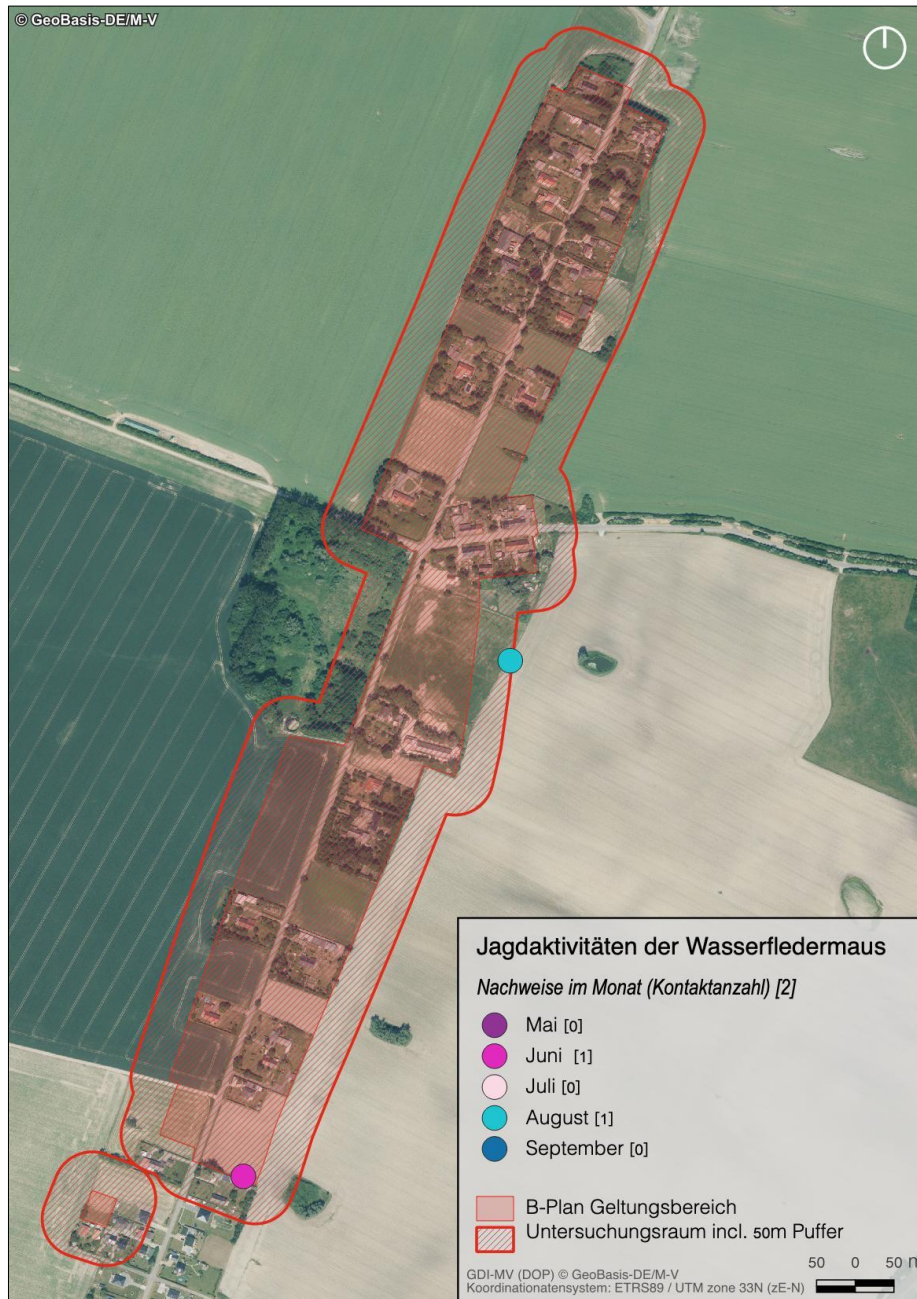 © GeoBasis-DE/M-V
Jagdaktivitäten der Wasserfledermaus
Nachweise im Monat (Kontaktanzahl) [2]
Mai [0]
Juni [1]
Juli [0]
August [1]
September [0]
B-Plan Geltungsbereich
Untersuchungsraum incl. 50m Puffer
GDI-MV (DOP) © GeoBasis-DE/M-V
Koordinationatensystem: ETRS89 / UTM zone 33N (zE-N)
50 0 50 m